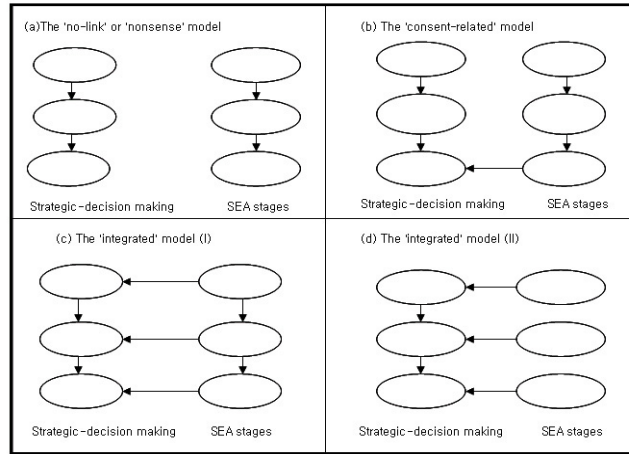 (a)The 'no-link' or 'nonsense' model
(b) The 'consent-related' model
Strategic-decision making SEA stages
Strategic-decision making SEA stages
(c) The 'integrated' model (I)
(d) The 'integrated' model (II)
Strategic-decision making SEA stages
Strategic-decision making SEA stages